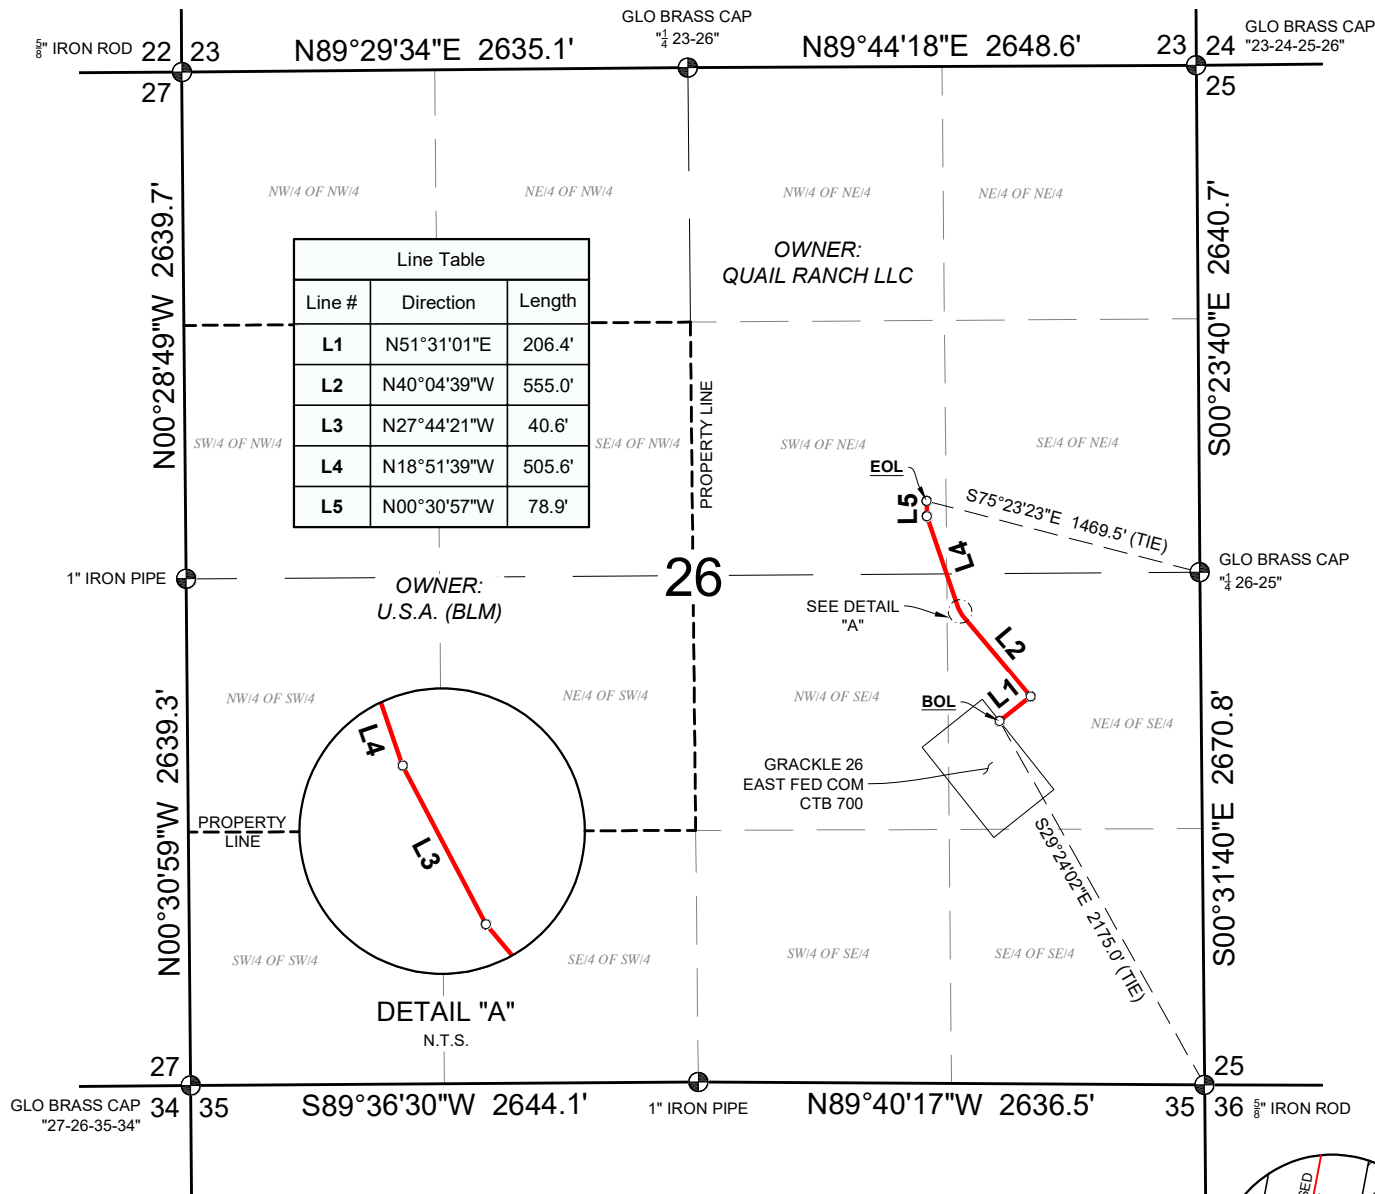 GLO BRASS CAP
"1/4 23-26"
5/8" IRON ROD
22 23
N89°29'34"E 2635.1'
N89°44'18"E 2648.6'
23 24
GLO BRASS CAP
"23-24-25-26"
27
25
NW/4 OF NW/4
NE/4 OF NW/4
NW/4 OF NE/4
NE/4 OF NE/4
N00°28'49"W 2639.7'
S00°23'40"E 2640.7'
OWNER:
QUAIL RANCH LLC
Line Table
Line # Direction Length
L1 N51°31'01"E 206.4'
L2 N40°04'39"W 555.0'
L3 N27°44'21"W 40.6'
L4 N18°51'39"W 505.6'
L5 N00°30'57"W 78.9'
PROPERTY LINE
SW/4 OF NW/4
SE/4 OF NW/4
SW/4 OF NE/4
SE/4 OF NE/4
EOL
L5
S75°23'23"E 1469.5' (TIE)
L4
1" IRON PIPE
26
GLO BRASS CAP
"1/4 26-25"
OWNER:
U.S.A. (BLM)
SEE DETAIL
"A"
L2
NW/4 OF SW/4
NE/4 OF SW/4
NW/4 OF SE/4
NE/4 OF SE/4
L1
BOL
N00°30'59"W 2639.3'
S00°31'40"E 2670.8'
L4
L3
GRACKLE 26
EAST FED COM
CTB 700
PROPERTY
LINE
S29°24'02"E 2175.0' (TIE)
SW/4 OF SW/4
SE/4 OF SW/4
SW/4 OF SE/4
SE/4 OF SE/4
DETAIL "A"
N.T.S.
27
25
GLO BRASS CAP
"27-26-35-34"
34 35
S89°36'30"W 2644.1'
1" IRON PIPE
N89°40'17"W 2636.5'
35 36
5/8" IRON ROD